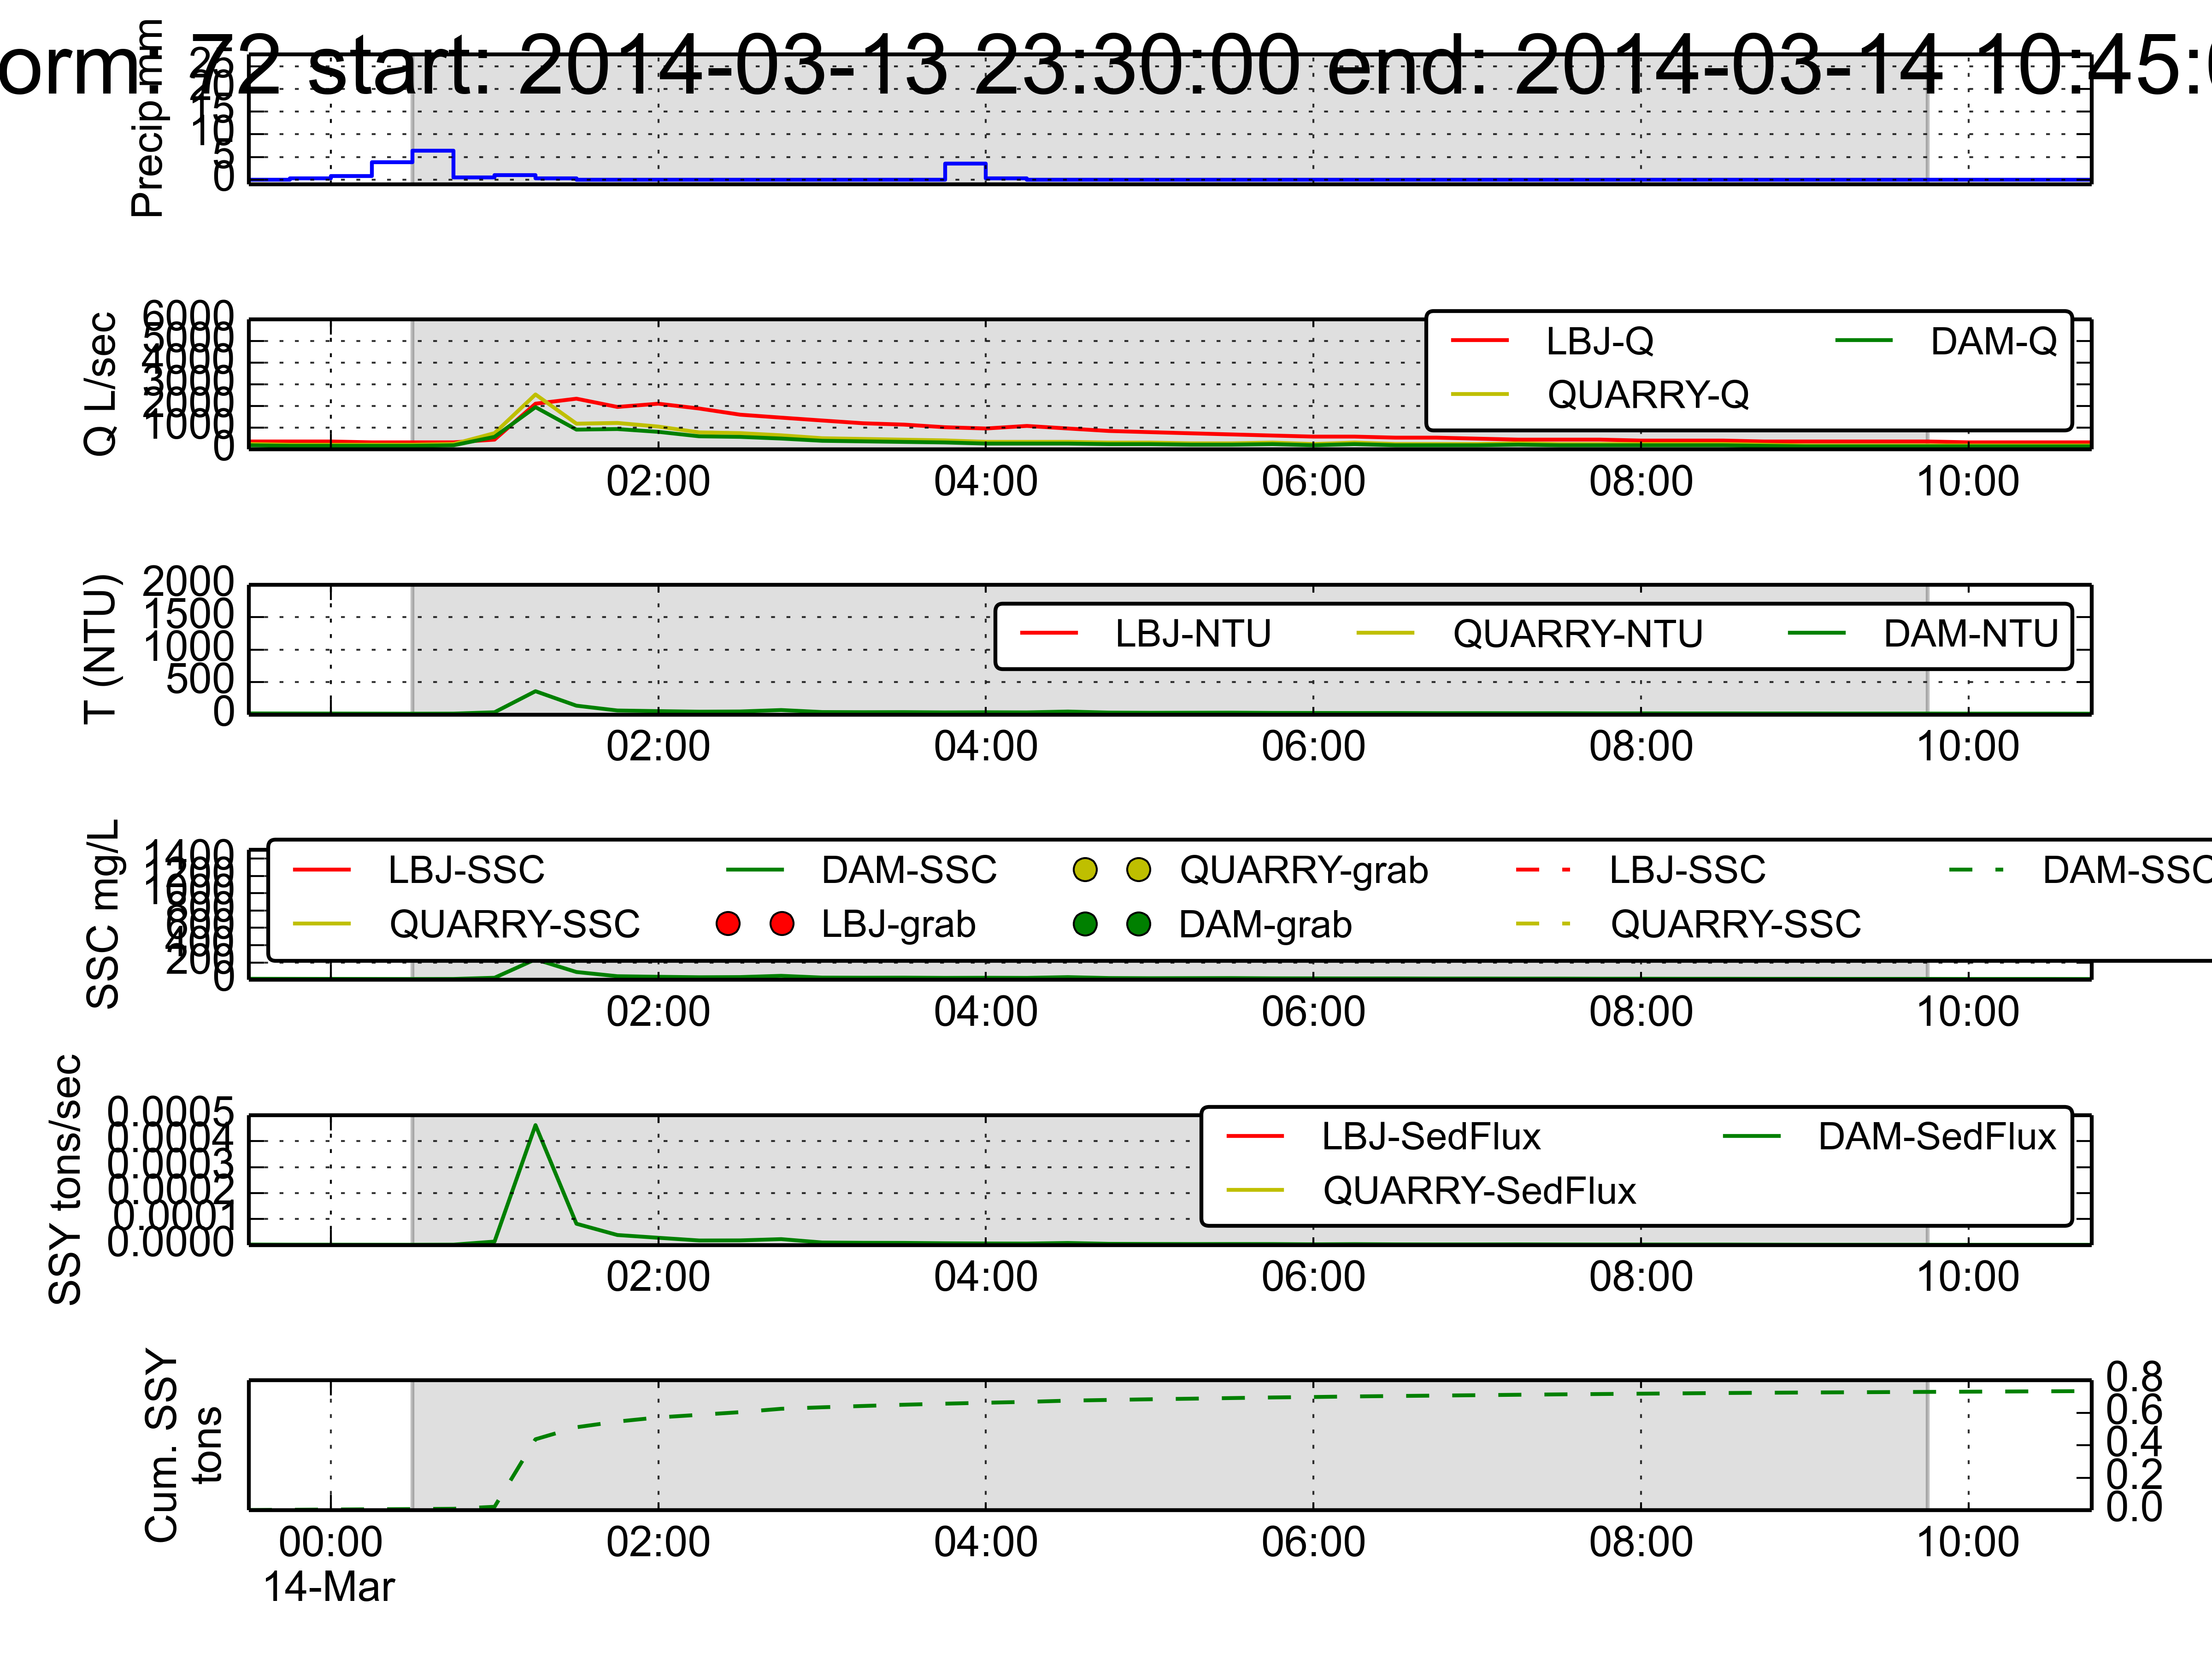 orm: 72 start: 2014-03-13 23:30:00 end: 2014-03-14 10:45:0
Precip-mm
25
20
15
10
5
0
Q L/sec
6000
5000
4000
3000
2000
1000
0
LBJ-Q
DAM-Q
QUARRY-Q
02:00 04:00 06:00 08:00 10:00
T (NTU)
2000
1500
1000
500
0
LBJ-NTU QUARRY-NTU DAM-NTU
02:00 04:00 06:00 08:00 10:00
SSC mg/L
1400
1200
1000
800
600
400
200
0
LBJ-SSC DAM-SSC QUARRY-grab LBJ-SSC DAM-SSC
QUARRY-SSC LBJ-grab DAM-grab QUARRY-SSC
02:00 04:00 06:00 08:00 10:00
SSY tons/sec
0.0005
0.0004
0.0003
0.0002
0.0001
0.0000
LBJ-SedFlux DAM-SedFlux
QUARRY-SedFlux
02:00 04:00 06:00 08:00 10:00
Cum. SSY
tons
0.8
0.6
0.4
0.2
0.0
00:00 02:00 04:00 06:00 08:00 10:00
14-Mar